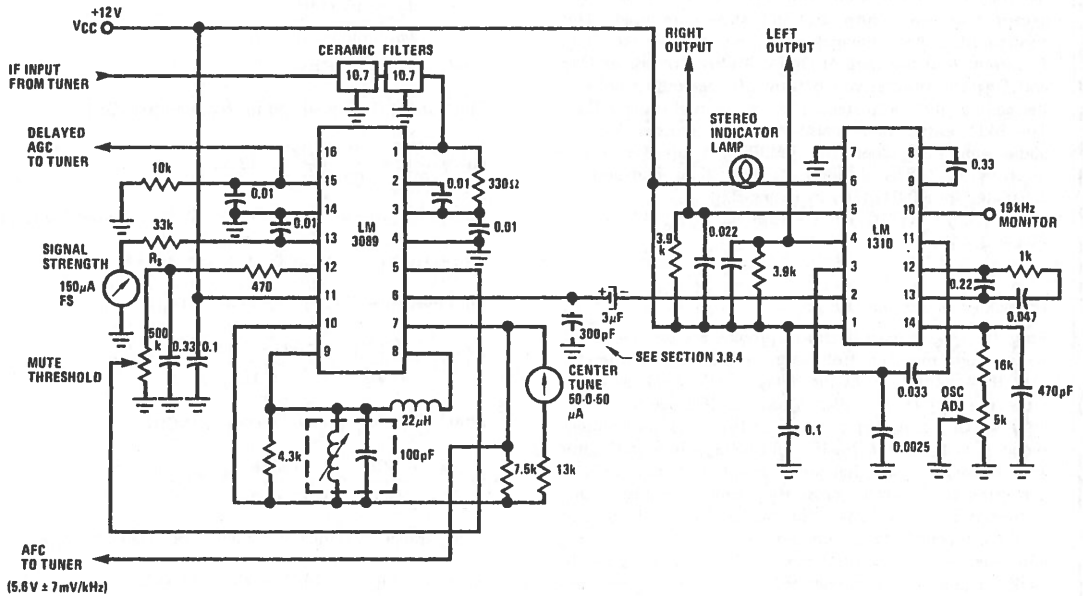 +12V
VCC
CERAMIC FILTERS
10.7
10.7
IF INPUT
FROM TUNER
DELAYED
AGC
TO TUNER
10k
0.01
0.01
33k
RS
SIGNAL
STRENGTH
150µA
FS
470
500
k
0.33
0.1
MUTE
THRESHOLD
16
15
14
13
12
11
10
9
1
2
3
4
5
6
7
8
LM
3089
0.01
330Ω
0.01
22µH
4.3k
100pF
7.5k
13k
CENTER
TUNE
50-0-50
µA
AFC
TO TUNER
(5.6V ± 7mV/kHz)
+
-
3µF
300pF
SEE SECTION 3.8.4
RIGHT
OUTPUT
LEFT
OUTPUT
STEREO
INDICATOR
LAMP
3.9
k
0.022
3.9k
7
6
5
4
3
2
1
8
9
10
11
12
13
14
LM
1310
0.33
19kHz
MONITOR
1k
0.22
0.047
0.033
16k
OSC
ADJ
5k
470pF
0.1
0.0025